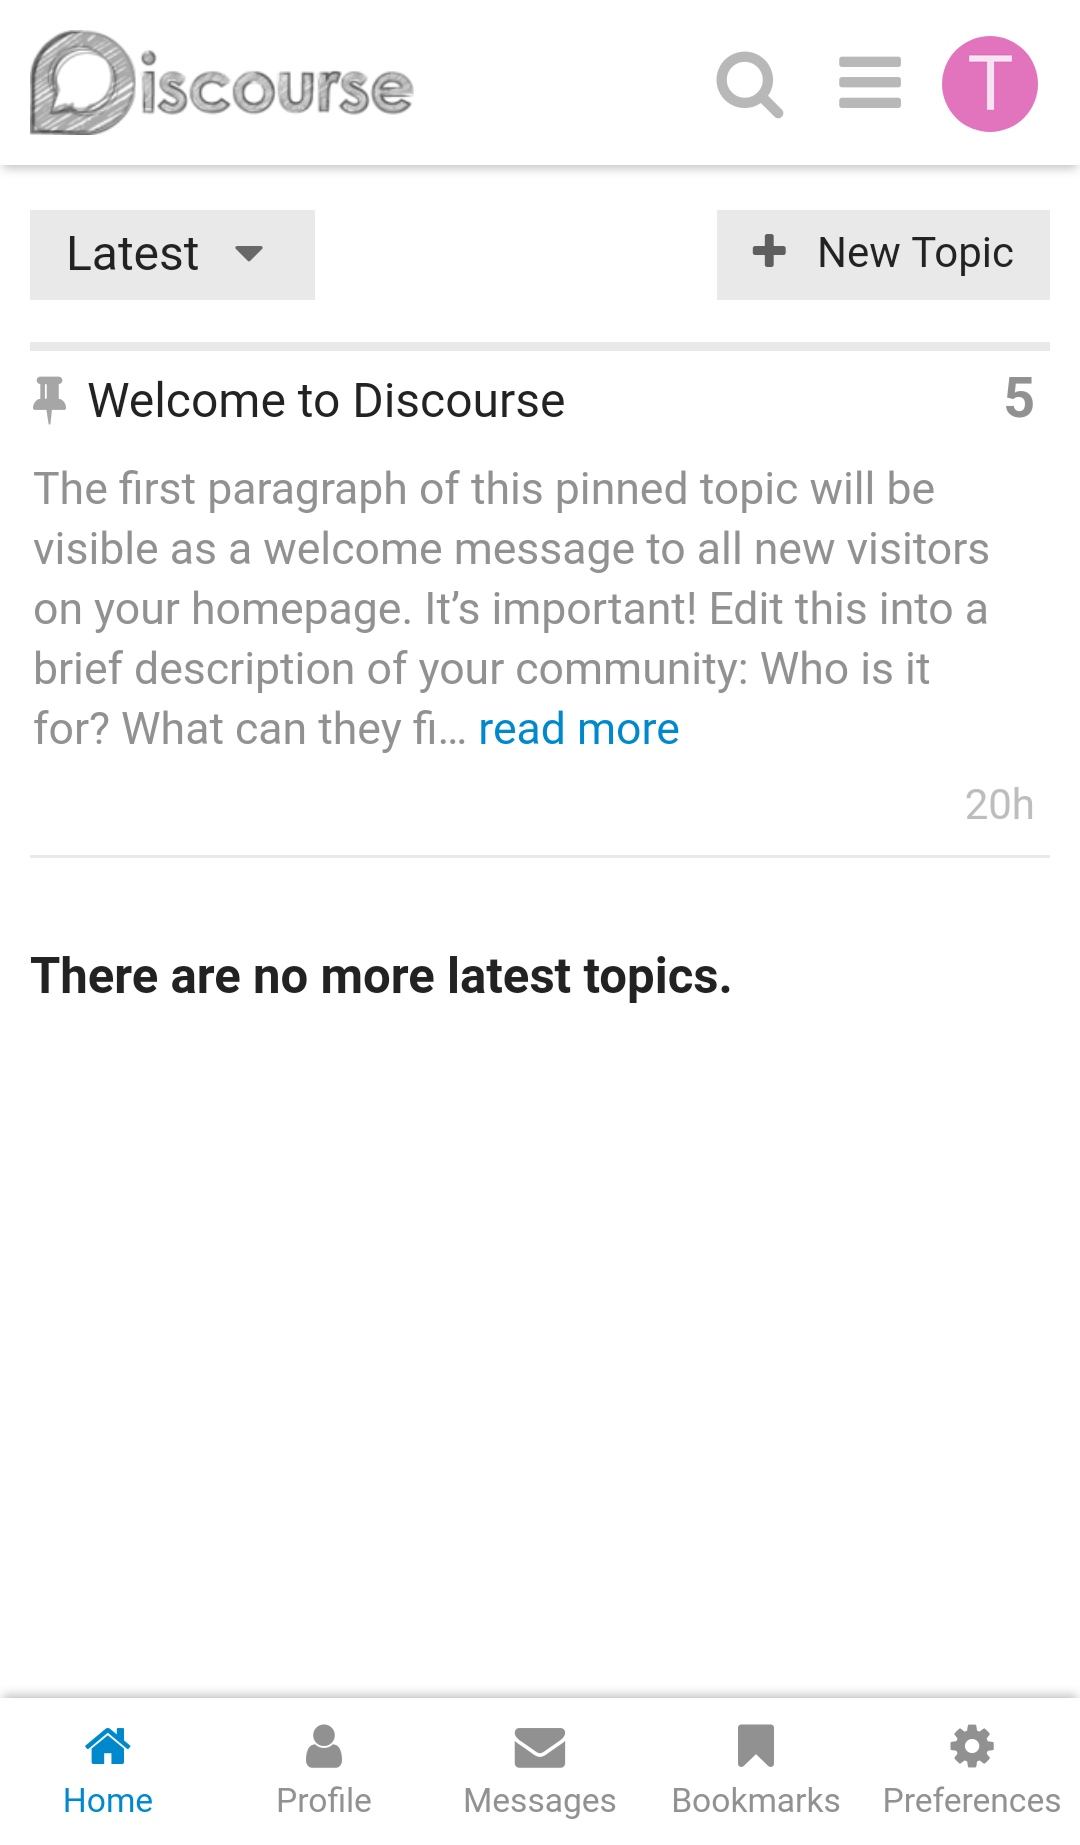 Discourse
T
Latest
New Topic
Welcome to Discourse
5
The first paragraph of this pinned topic will be
visible as a welcome message to all new visitors
on your homepage. It’s important! Edit this into a
brief description of your community: Who is it
for? What can they fi… read more
20h
There are no more latest topics.
Home
Profile
Messages
Bookmarks
Preferences